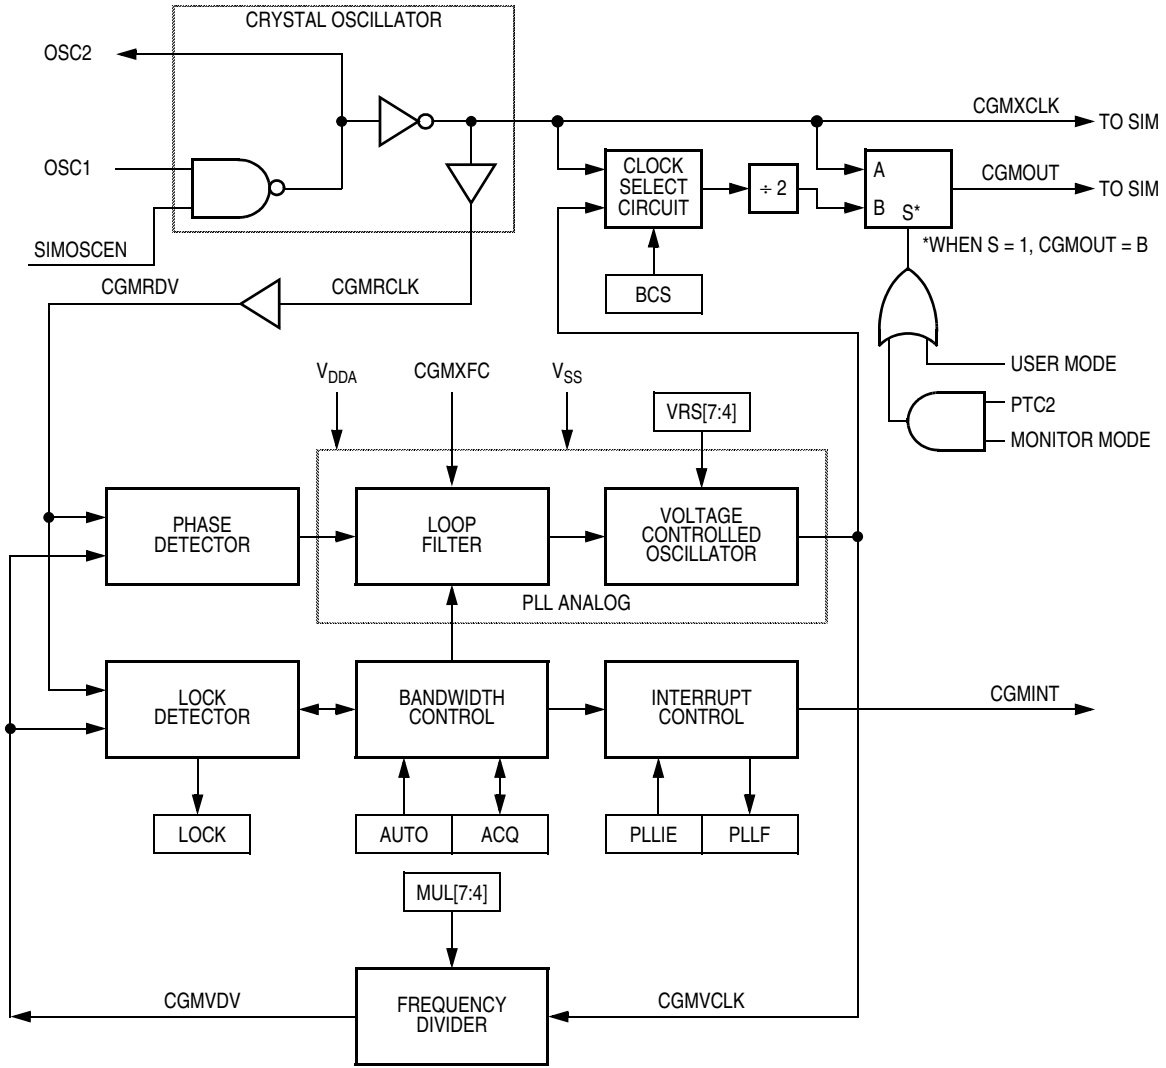 CRYSTAL OSCILLATOR
OSC2
CGMXCLK
TO SIM
OSC1
CLOCK
SELECT
CIRCUIT
÷ 2
A
B
S*
CGMOUT
TO SIM
SIMOSCEN
*WHEN S = 1, CGMOUT = B
CGMRDV
CGMRCLK
BCS
VDDA
CGMXFC
VSS
VRS[7:4]
USER MODE
PTC2
MONITOR MODE
PHASE
DETECTOR
LOOP
FILTER
VOLTAGE
CONTROLLED
OSCILLATOR
PLL ANALOG
LOCK
DETECTOR
BANDWIDTH
CONTROL
INTERRUPT
CONTROL
CGMINT
LOCK
AUTO
ACQ
PLLIE
PLLF
MUL[7:4]
CGMVDV
FREQUENCY
DIVIDER
CGMVCLK